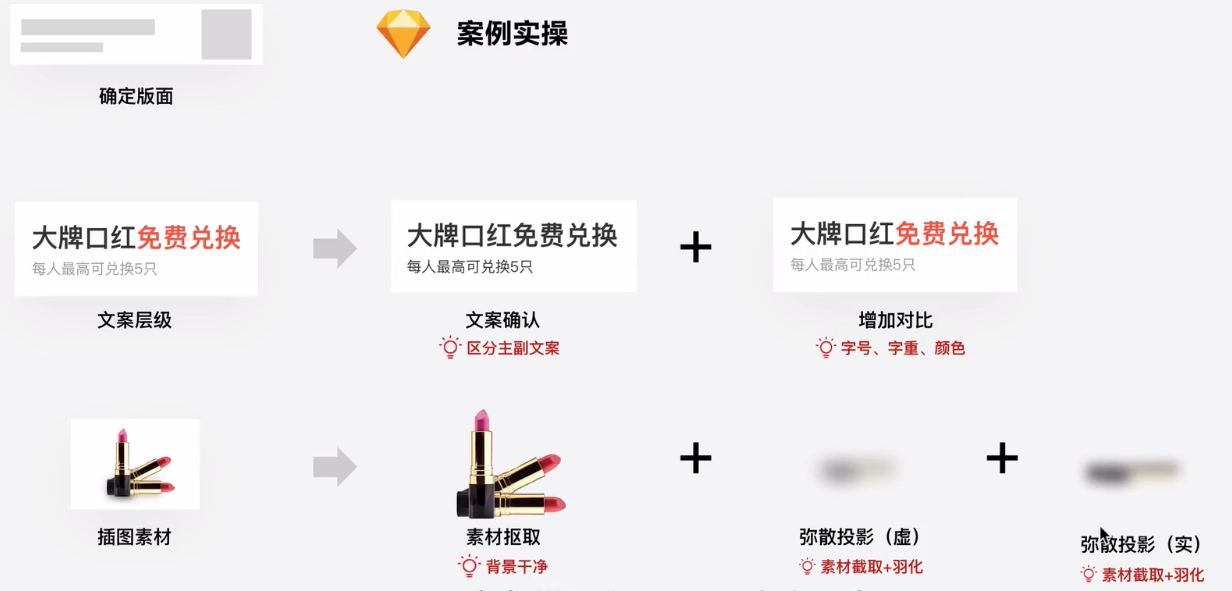 案例实操
确定版面
大牌口红免费兑换
每人最高可兑换5只
大牌口红免费兑换
每人最高可兑换5只
大牌口红免费兑换
每人最高可兑换5只
文案层级
文案确认
增加对比
区分主副文案
字号、字重、颜色
插图素材
素材抠取
弥散投影（虚）
弥散投影（实）
背景干净
素材截取+羽化
素材截取+羽化